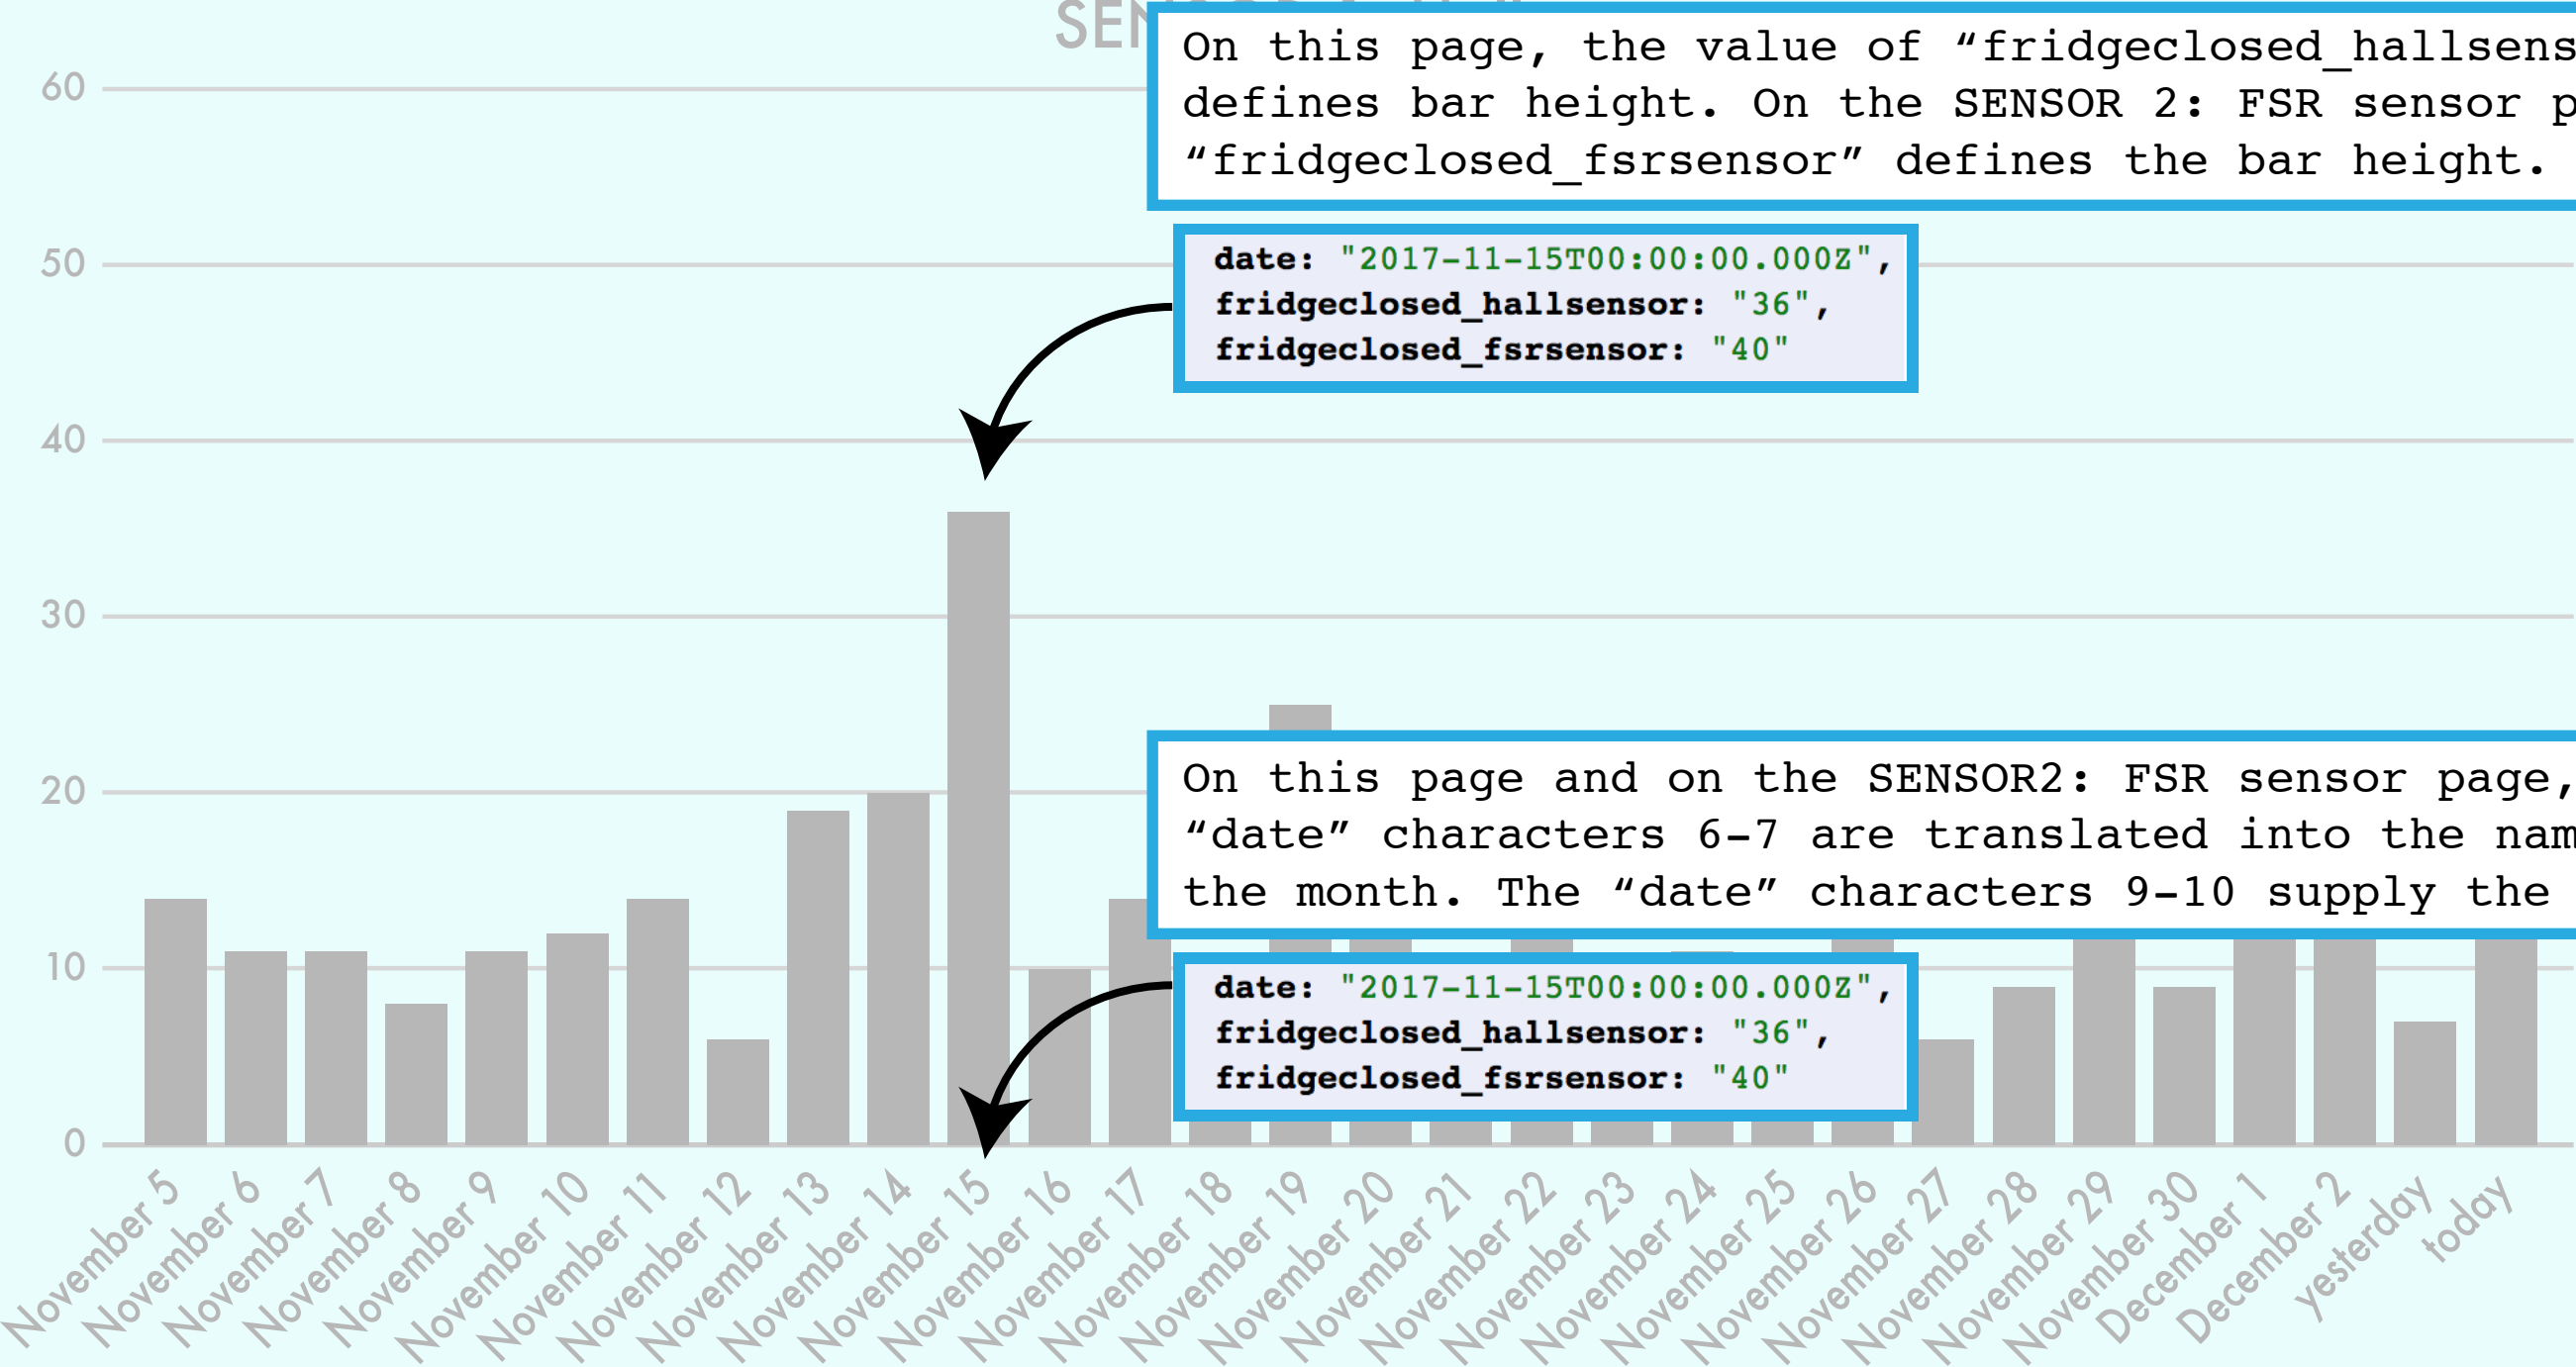 On this page, the value of “fridgeclosed_hallsens
defines bar height. On the SENSOR 2: FSR sensor p
“fridgeclosed_fsrsensor” defines the bar height.
60
50
date: "2017-11-15T00:00:00.000Z",
fridgeclosed_hallsensor: "36",
fridgeclosed_fsrsensor: "40"
40
30
20
On this page and on the SENSOR2: FSR sensor page,
“date” characters 6-7 are translated into the nam
the month. The “date” characters 9-10 supply the
10
date: "2017-11-15T00:00:00.000Z",
fridgeclosed_hallsensor: "36",
fridgeclosed_fsrsensor: "40"
0
November 5
November 6
November 7
November 8
November 9
November 10
November 11
November 12
November 13
November 14
November 15
November 16
November 17
November 18
November 19
November 20
November 21
November 22
November 23
November 24
November 25
November 26
November 27
November 28
November 29
November 30
December 1
December 2
yesterday
today